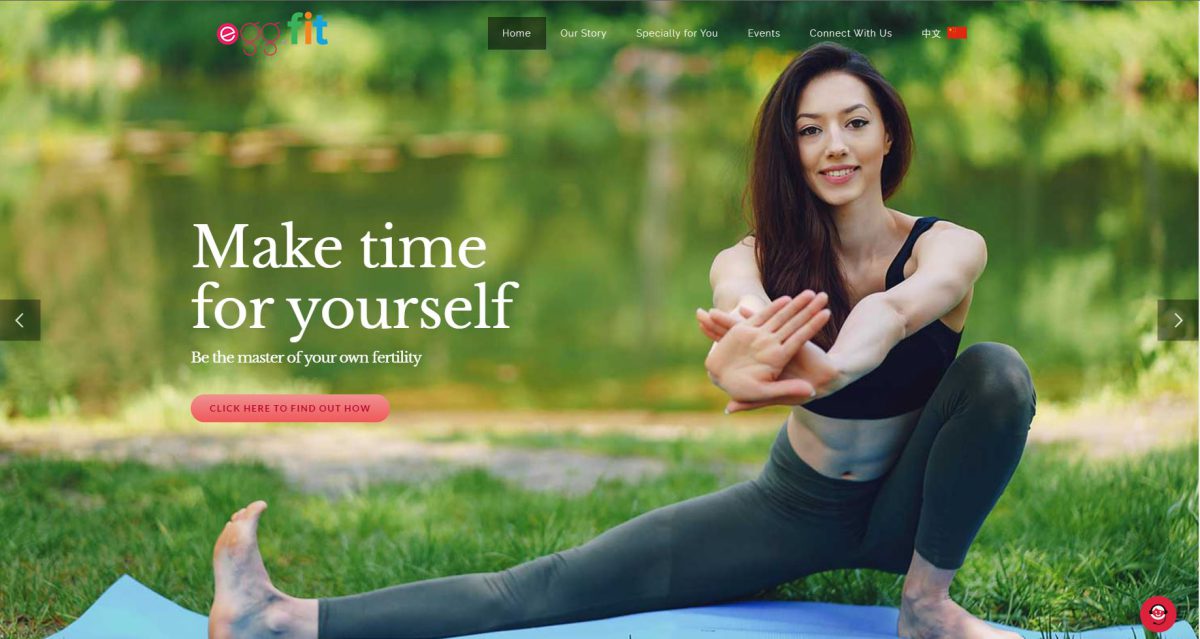 eggfit
Home
Our Story
Specially for You
Events
Connect With Us
中文
Make time
for yourself
Be the master of your own fertility
CLICK HERE TO FIND OUT HOW